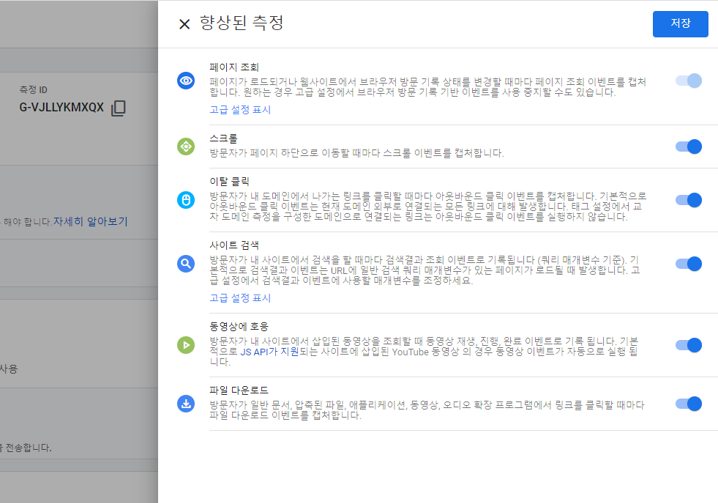 향상된 측정
저장
측정 ID
G-VJLLYKMXQX
해야 합니다. 자세히 알아보기
사용
을 전송합니다.
페이지 조회
페이지가 로드되거나 웹사이트에서 브라우저 방문 기록 상태를 변경할 때마다 페이지 조회 이벤트를 캡처
합니다. 원하는 경우 고급 설정에서 브라우저 방문 기록 기반 이벤트를 사용 중지할 수도 있습니다.
고급 설정 표시
스크롤
방문자가 페이지 하단으로 이동할 때마다 스크롤 이벤트를 캡처합니다.
이탈 클릭
방문자가 내 도메인에서 나가는 링크를 클릭할 때마다 아웃바운드 클릭 이벤트를 캡처합니다. 기본적으로
아웃바운드 클릭 이벤트는 현재 도메인 외부로 연결되는 모든 링크에 대해 발생합니다. 태그 설정에서 교
차 도메인 측정을 구성한 도메인으로 연결되는 링크는 아웃바운드 클릭 이벤트를 실행하지 않습니다.
사이트 검색
방문자가 내 사이트에서 검색을 할 때마다 검색결과 조회 이벤트로 기록됩니다 (쿼리 매개변수 기준). 기
본적으로 검색결과 이벤트는 URL에 일반 검색 쿼리 매개변수가 있는 페이지가 로드될 때 발생합니다. 고
급 설정에서 검색결과 이벤트에 사용할 매개변수를 조정하세요.
고급 설정 표시
동영상에 호응
방문자가 내 사이트에서 삽입된 동영상을 조회할 때 동영상 재생, 진행, 완료 이벤트로 기록 됩니다. 기본
적으로 JS API가 지원되는 사이트에 삽입된 YouTube 동영상 의 경우 동영상 이벤트가 자동으로 실행 됩
니다.
파일 다운로드
방문자가 일반 문서, 압축된 파일, 애플리케이션, 동영상, 오디오 확장 프로그램에서 링크를 클릭할 때마다
파일 다운로드 이벤트를 캡처합니다.